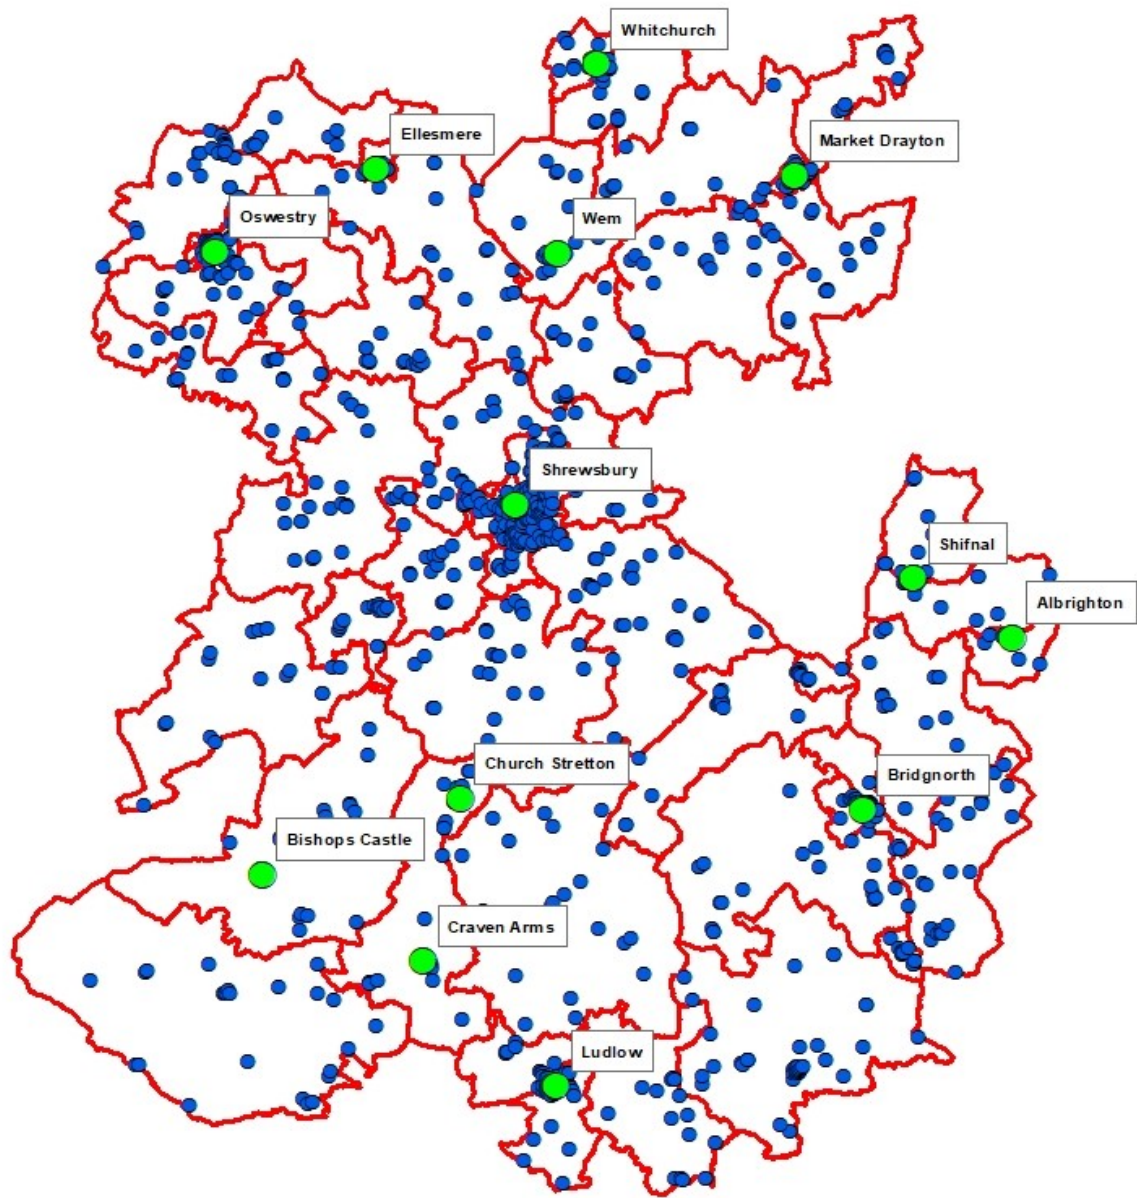 Whitchurch
Ellesmere
Market Drayton
Oswestry
Wem
Shrewsbury
Shifnal
Albrighton
Church Stretton
Bridgnorth
Bishops Castle
Craven Arms
Ludlow